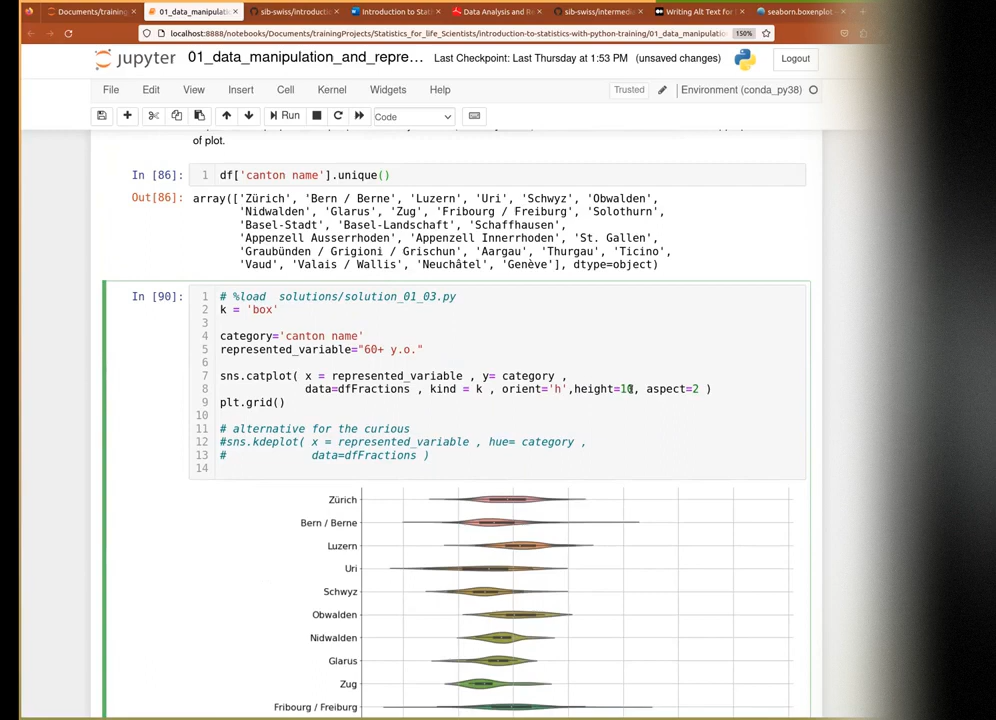 Documents/training
01_data_manipulati
sib-swiss/introductio
Introduction to Stat
Data Analysis and Re
sib-swiss/intermedi
Writing Alt Text for
seaborn.boxenplot —
localhost:8888/notebooks/Documents/trainingProjects/Statistics_for_life_Scientists/introduction-to-statistics-with-python-training/01_data_manipulatio
150%
jupyter 01_data_manipulation_and_repre... Last Checkpoint: Last Thursday at 1:53 PM (unsaved changes) Logout
File Edit View Insert Cell Kernel Widgets Help Trusted Environment (conda_py38)
Run Code
of plot.
In [86]: 1 df['canton name'].unique()
Out[86]: array(['Zürich', 'Bern / Berne', 'Luzern', 'Uri', 'Schwyz', 'Obwalden',
'Nidwalden', 'Glarus', 'Zug', 'Fribourg / Freiburg', 'Solothurn',
'Basel-Stadt', 'Basel-Landschaft', 'Schaffhausen',
'Appenzell Ausserrhoden', 'Appenzell Innerrhoden', 'St. Gallen',
'Graubünden / Grigioni / Grischun', 'Aargau', 'Thurgau', 'Ticino',
'Vaud', 'Valais / Wallis', 'Neuchâtel', 'Genève'], dtype=object)
In [90]: 1 # %load solutions/solution_01_03.py
2 k = 'box'
3
4 category='canton name'
5 represented_variable="60+ y.o."
6
7 sns.catplot( x = represented_variable , y= category ,
8 data=dfFractions , kind = k , orient='h',height=10, aspect=2 )
9 plt.grid()
10
11 # alternative for the curious
12 #sns.kdeplot( x = represented_variable , hue= category ,
13 # data=dfFractions )
14
Zürich
Bern / Berne
Luzern
Uri
Schwyz
Obwalden
Nidwalden
Glarus
Zug
Fribourg / Freiburg